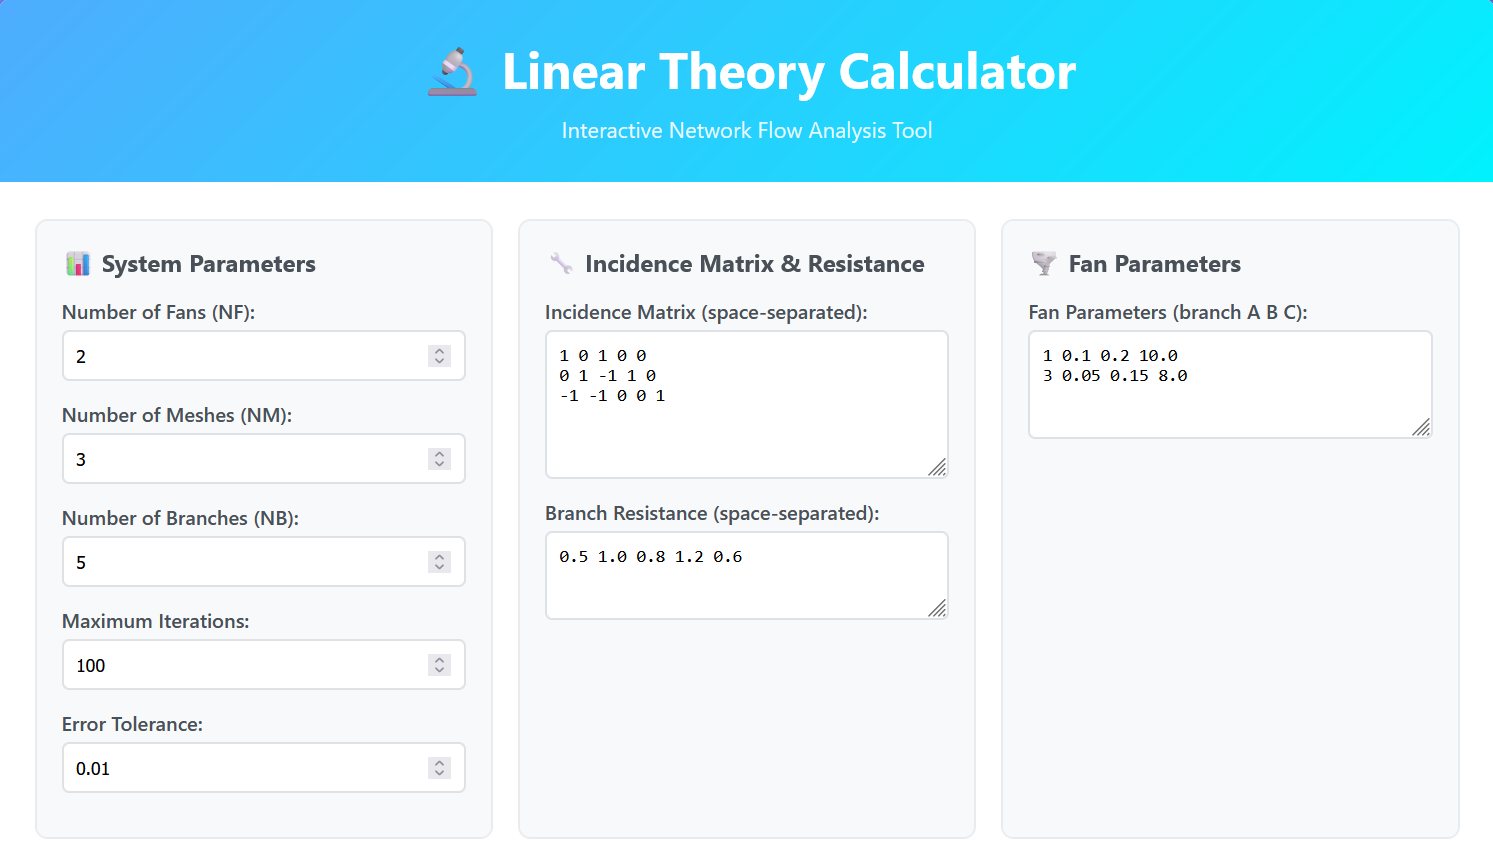 Linear Theory Calculator
Interactive Network Flow Analysis Tool
System Parameters
Number of Fans (NF):
2
Number of Meshes (NM):
3
Number of Branches (NB):
5
Maximum Iterations:
100
Error Tolerance:
0.01
Incidence Matrix & Resistance
Incidence Matrix (space-separated):
1 0 1 0 0
0 1 -1 1 0
-1 -1 0 0 1
Branch Resistance (space-separated):
0.5 1.0 0.8 1.2 0.6
Fan Parameters
Fan Parameters (branch A B C):
1 0.1 0.2 10.0
3 0.05 0.15 8.0